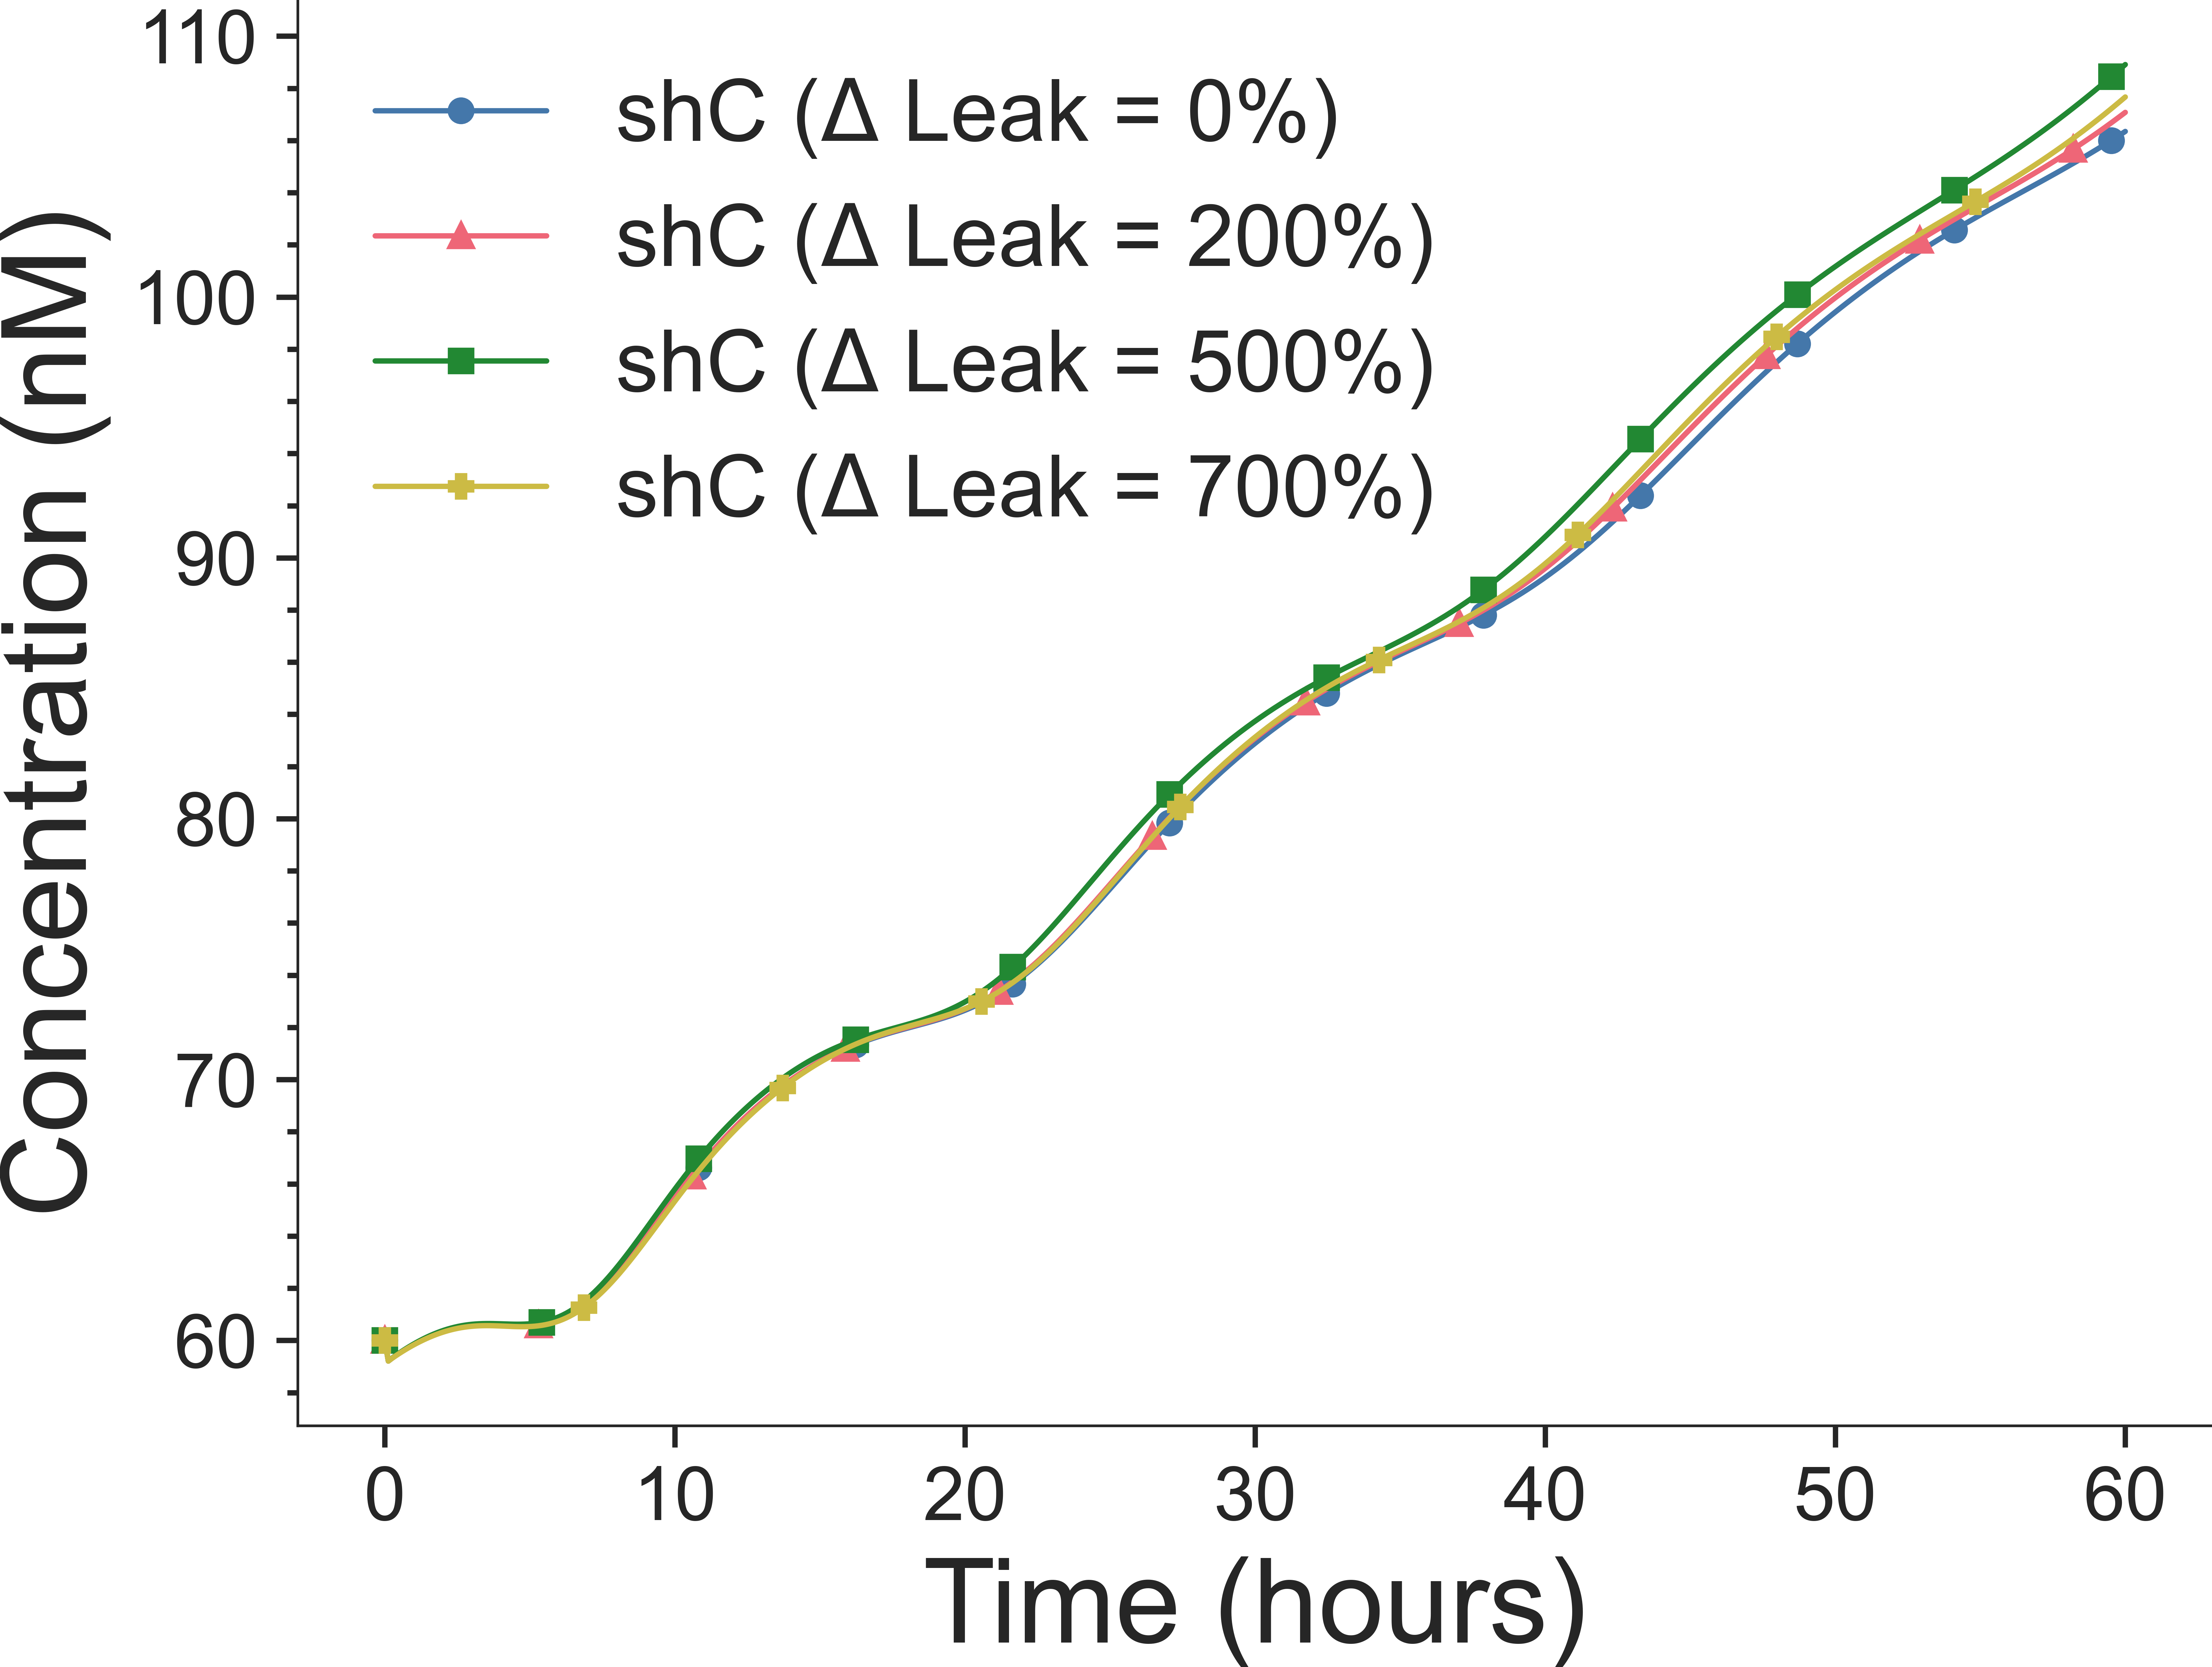 Concentration (nM)
110
100
90
80
70
60
shC (Δ Leak = 0%)
shC (Δ Leak = 200%)
shC (Δ Leak = 500%)
shC (Δ Leak = 700%)
0 10 20 30 40 50 60
Time (hours)